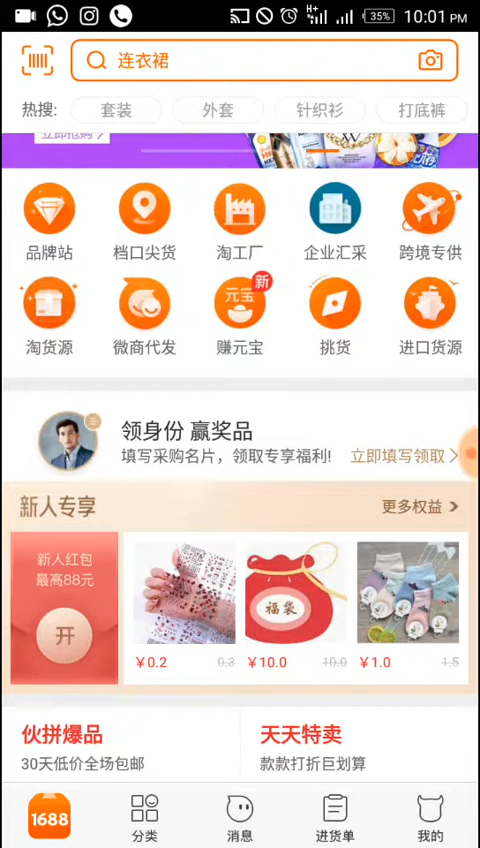 H+
35%
10:01 PM
连衣裙
热搜:
套装
外套
针织衫
打底裤
立即抢购
品牌站
档口尖货
淘工厂
企业汇采
跨境专供
新
元宝
淘货源
微商代发
赚元宝
挑货
进口货源
领身份 赢奖品
填写采购名片，领取专享福利!
立即填写领取
新人专享
更多权益
新人红包
最高88元
开
福袋
￥0.2
0.3
￥10.0
10.0
￥1.0
1.5
伙拼爆品
天天特卖
30天低价全场包邮
款款打折巨划算
1688
分类
消息
进货单
我的